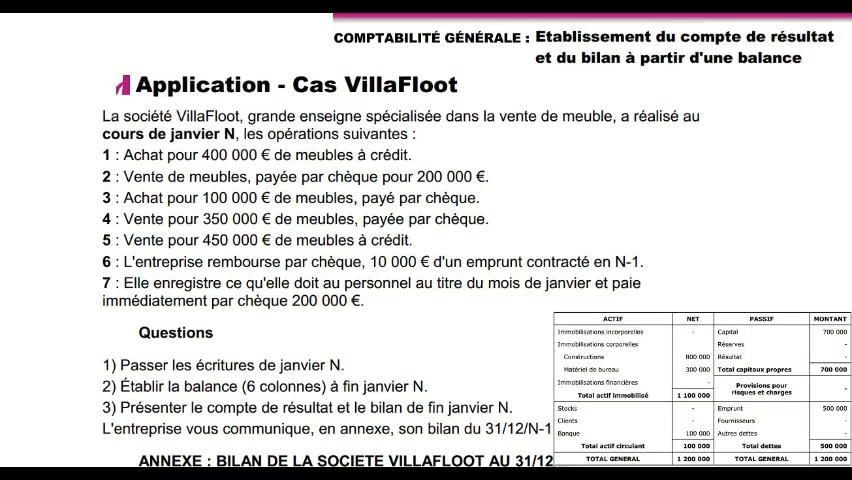 COMPTABILITÉ GÉNÉRALE : Etablissement du compte de résultat
et du bilan à partir d'une balance
Application - Cas VillaFloot
La société VillaFloot, grande enseigne spécialisée dans la vente de meuble, a réalisé au
cours de janvier N, les opérations suivantes :
1 : Achat pour 400 000 € de meubles à crédit.
2 : Vente de meubles, payée par chèque pour 200 000 €.
3 : Achat pour 100 000 € de meubles, payé par chèque.
4 : Vente pour 350 000 € de meubles, payée par chèque.
5 : Vente pour 450 000 € de meubles à crédit.
6 : L'entreprise rembourse par chèque, 10 000 € d'un emprunt contracté en N-1.
7 : Elle enregistre ce qu'elle doit au personnel au titre du mois de janvier et paie
immédiatement par chèque 200 000 €.
Questions
1) Passer les écritures de janvier N.
2) Établir la balance (6 colonnes) à fin janvier N.
3) Présenter le compte de résultat et le bilan de fin janvier N.
L'entreprise vous communique, en annexe, son bilan du 31/12/N-1
ANNEXE : BILAN DE LA SOCIETE VILLAFLOOT AU 31/12
ACTIF NET PASSIF MONTANT
Immobilisations incorporelles - Capital 700 000
Immobilisations corporelles Réserves -
Constructions 800 000 Résultat -
Matériel de bureau 300 000 Total capitaux propres 700 000
Immobilisations financières - Provisions pour
risques et charges -
Total actif immobilisé 1 100 000
Stocks - Emprunt 500 000
Clients - Fournisseurs -
Banque 100 000 Autres dettes -
Total actif circulant 100 000 Total dettes 500 000
TOTAL GENERAL 1 200 000 TOTAL GENERAL 1 200 000